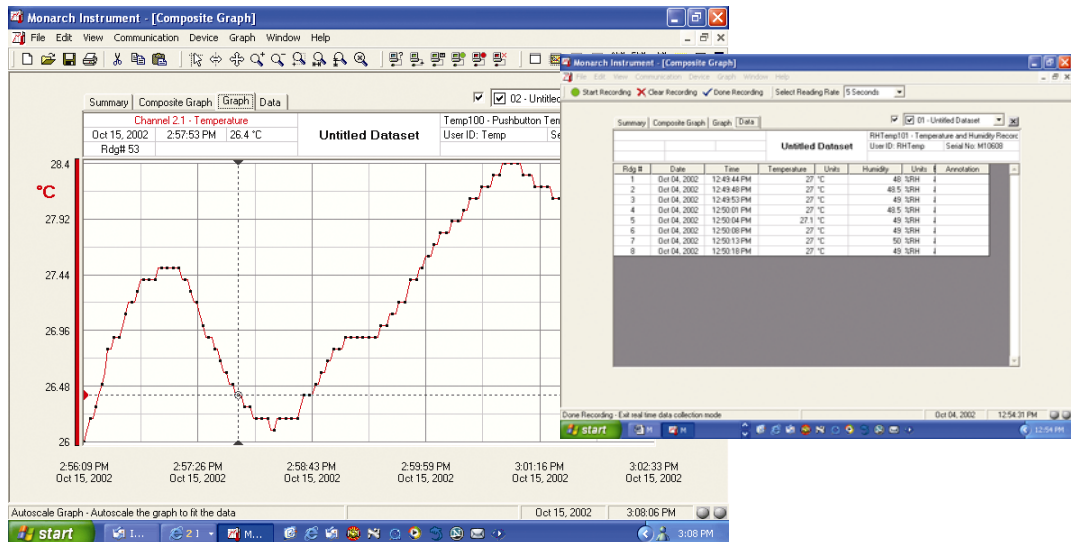 Monarch Instrument - [Composite Graph]
File Edit View Communication Device Graph Window Help
Summary Composite Graph Graph Data
02 - Untitled
Channel 2.1 - Temperature
Temp100 - Pushbutton Tem
Oct 15, 2002 2:57:53 PM 26.4 °C
Untitled Dataset
User ID: Temp Se
Rdg# 53
°C
28.4
27.92
27.44
26.96
26.48
26
2:56:09 PM 2:57:26 PM 2:58:43 PM 2:59:59 PM 3:01:16 PM 3:02:33 PM
Oct 15, 2002 Oct 15, 2002 Oct 15, 2002 Oct 15, 2002 Oct 15, 2002 Oct 15, 2002
Autoscale Graph - Autoscale the graph to fit the data Oct 15, 2002 3:08:06 PM
start I... 2 I M... 3:08 PM
Monarch Instrument - [Composite Graph]
File Edit View Communication Device Graph Window Help
Start Recording Clear Recording Done Recording Select Reading Rate 5 Seconds
Summary Composite Graph Graph Data
01 - Untitled Dataset
RHTemp101 - Temperature and Humidity Recorc
Untitled Dataset
User ID: RHTemp Serial No: M10608
Rdg # Date Time Temperature Units Humidity Units Annotation
1 Oct 04, 2002 12:49:44 PM 27 °C 48 %RH
2 Oct 04, 2002 12:49:48 PM 27 °C 48.5 %RH
3 Oct 04, 2002 12:49:53 PM 27 °C 49 %RH
4 Oct 04, 2002 12:50:01 PM 27 °C 48.5 %RH
5 Oct 04, 2002 12:50:04 PM 27.1 °C 49 %RH
6 Oct 04, 2002 12:50:08 PM 27 °C 49 %RH
7 Oct 04, 2002 12:50:13 PM 27 °C 50 %RH
8 Oct 04, 2002 12:50:18 PM 27 °C 49 %RH
Done Recording - Exit real time data collection mode Oct 04, 2002 12:54:31 PM
start M M 12:54 PM